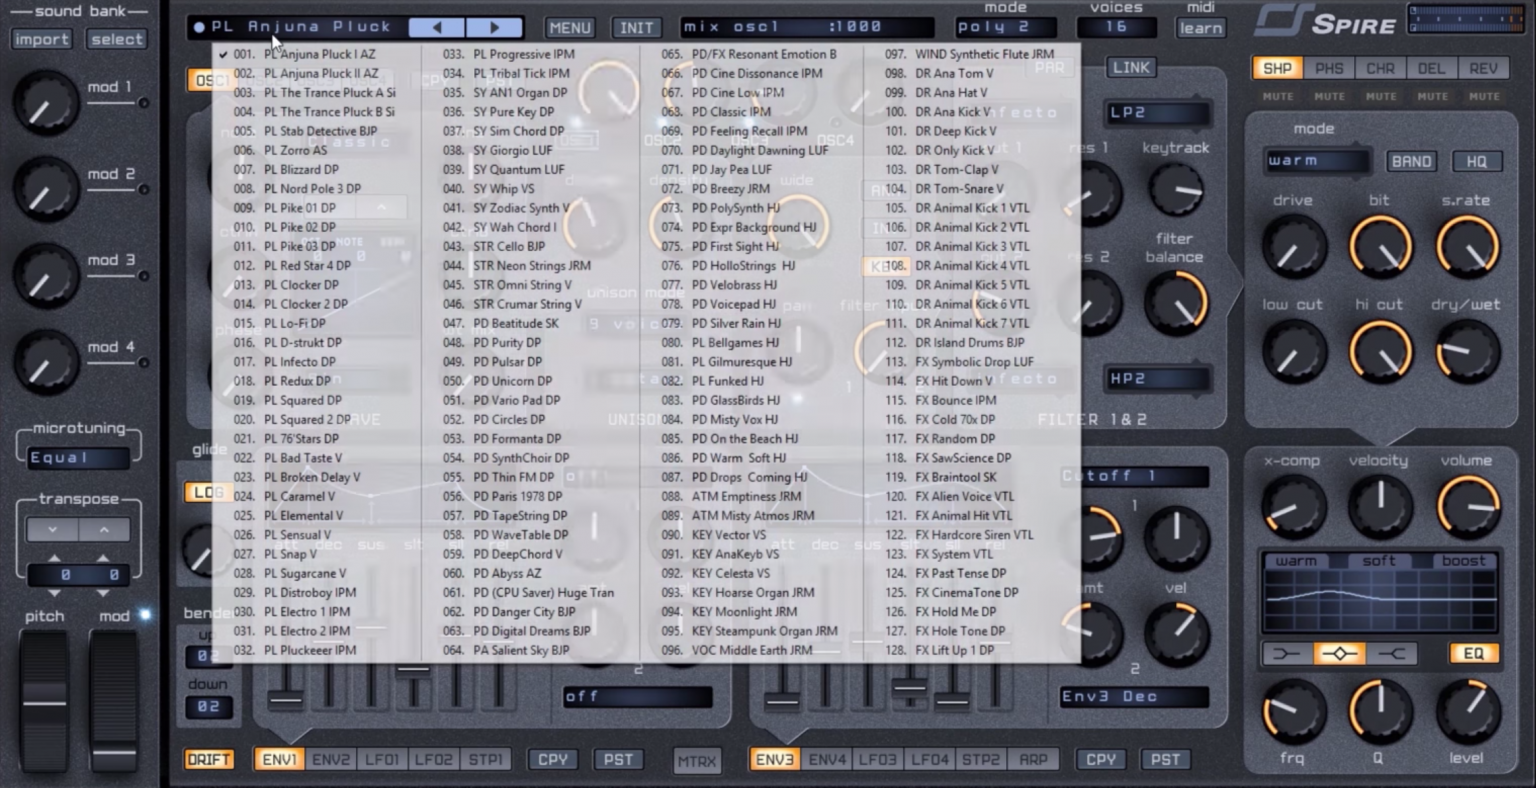 sound bank
import
select
mod 1
mod 2
mod 3
mod 4
microtuning
Equal
transpose
0 0
pitch
mod
PL Anjuna Pluck
MENU
INIT
mix osc1 :1000
mode
poly 2
voices
16
midi
learn
SPIRE
001. PL Anjuna Pluck I AZ
002. PL Anjuna Pluck II AZ
003. PL The Trance Pluck A Si
004. PL The Trance Pluck B Si
005. PL Stab Detective BJP
006. PL Zorro AS
007. PL Blizzard DP
008. PL Nord Pole 3 DP
009. PL Pike 01 DP
010. PL Pike 02 DP
011. PL Pike 03 DP
012. PL Red Star 4 DP
013. PL Clocker DP
014. PL Clocker 2 DP
015. PL Lo-Fi DP
016. PL D-strukt DP
017. PL Infecto DP
018. PL Redux DP
019. PL Squared DP
020. PL Squared 2 DP
021. PL 76'Stars DP
022. PL Bad Taste V
023. PL Broken Delay V
024. PL Caramel V
025. PL Elemental V
026. PL Sensual V
027. PL Snap V
028. PL Sugarcane V
029. PL Distroboy IPM
030. PL Electro 1 IPM
031. PL Electro 2 IPM
032. PL Pluckeeer IPM
033. PL Progressive IPM
034. PL Tribal Tick IPM
035. SY AN1 Organ DP
036. SY Pure Key DP
037. SY Sim Chord DP
038. SY Giorgio LUF
039. SY Quantum LUF
040. SY Whip VS
041. SY Zodiac Synth V
042. SY Wah Chord I
043. STR Cello BJP
044. STR Neon Strings JRM
045. STR Omni String V
046. STR Crumar String V
047. PD Beatitude SK
048. PD Purity DP
049. PD Pulsar DP
050. PD Unicorn DP
051. PD Vario Pad DP
052. PD Circles DP
053. PD Formanta DP
054. PD SynthChoir DP
055. PD Thin FM DP
056. PD Paris 1978 DP
057. PD TapeString DP
058. PD WaveTable DP
059. PD DeepChord V
060. PD Abyss AZ
061. PD (CPU Saver) Huge Tran
062. PD Danger City BJP
063. PD Digital Dreams BJP
064. PA Salient Sky BJP
065. PD/FX Resonant Emotion B
066. PD Cine Dissonance IPM
067. PD Cine Low IPM
068. PD Classic IPM
069. PD Feeling Recall IPM
070. PD Daylight Dawning LUF
071. PD Jay Pea LUF
072. PD Breezy JRM
073. PD PolySynth HJ
074. PD Expr Background HJ
075. PD First Sight HJ
076. PD HolloStrings HJ
077. PD Velobrass HJ
078. PD Voicepad HJ
079. PD Silver Rain HJ
080. PL Bellgames HJ
081. PL Gilmuresque HJ
082. PL Funked HJ
083. PD GlassBirds HJ
084. PD Misty Vox HJ
085. PD On the Beach HJ
086. PD Warm Soft HJ
087. PD Drops Coming HJ
088. ATM Emptiness JRM
089. ATM Misty Atmos JRM
090. KEY Vector VS
091. KEY AnaKeyb VS
092. KEY Celesta VS
093. KEY Hoarse Organ JRM
094. KEY Moonlight JRM
095. KEY Steampunk Organ JRM
096. VOC Middle Earth JRM
097. WIND Synthetic Flute JRM
098. DR Ana Tom V
099. DR Ana Hat V
100. DR Ana Kick V
101. DR Deep Kick V
102. DR Only Kick V
103. DR Tom-Clap V
104. DR Tom-Snare V
105. DR Animal Kick 1 VTL
106. DR Animal Kick 2 VTL
107. DR Animal Kick 3 VTL
108. DR Animal Kick 4 VTL
109. DR Animal Kick 5 VTL
110. DR Animal Kick 6 VTL
111. DR Animal Kick 7 VTL
112. DR Island Drums BJP
113. FX Symbolic Drop LUF
114. FX Hit Down V
115. FX Bounce IPM
116. FX Cold 70x DP
117. FX Random DP
118. FX SawScience DP
119. FX Braintool SK
120. FX Alien Voice VTL
121. FX Animal Hit VTL
122. FX Hardcore Siren VTL
123. FX System VTL
124. FX Past Tense DP
125. FX CinemaTone DP
126. FX Hold Me DP
127. FX Hole Tone DP
128. FX Lift Up 1 DP
OSC1
LINK
LP2
res 1
keytrack
res 2
filter
balance
HP2
FILTER 1&2
glide
LOG
bender
up
02
down
02
DRIFT
2
off
Cutoff 1
1
amt
vel
2
Env3 Dec
ENV1 ENV2 LFO1 LFO2 STP1
CPY
PST
MTRX
ENV3 ENV4 LFO3 LFO4 STP2 ARP
CPY
PST
SHP PHS CHR DEL REV
MUTE MUTE MUTE MUTE MUTE
mode
warm
BAND
HQ
drive bit s.rate
low cut hi cut dry/wet
x-comp velocity volume
warm soft boost
EQ
frq Q level